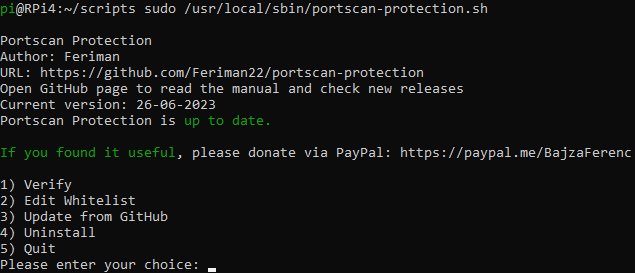 pi@RPi4:~/scripts sudo /usr/local/sbin/portscan-protection.sh
Portscan Protection
Author: Feriman
URL: https://github.com/Feriman22/portscan-protection
Open GitHub page to read the manual and check new releases
Current version: 26-06-2023
Portscan Protection is up to date.
If you found it useful, please donate via PayPal: https://paypal.me/BajzaFerenc
1) Verify
2) Edit Whitelist
3) Update from GitHub
4) Uninstall
5) Quit
Please enter your choice: